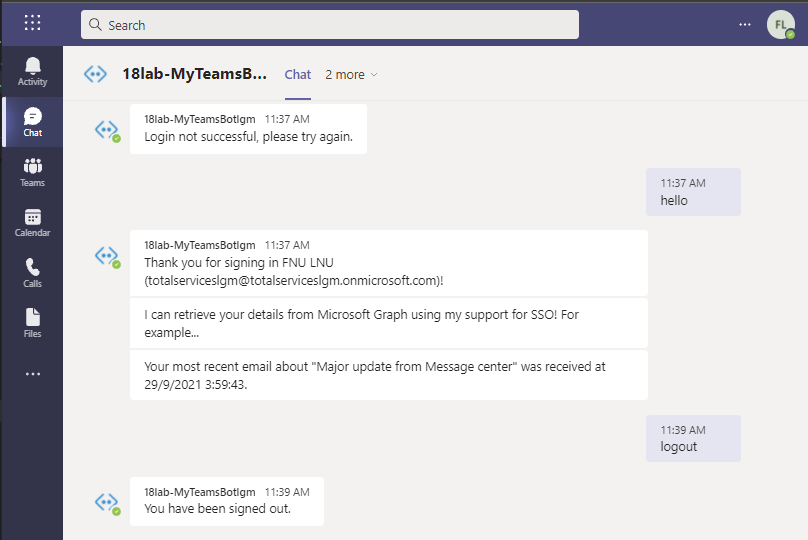 Search
FL
Activity
Chat
Teams
Calendar
Calls
Files
18lab-MyTeamsB...
Chat
2 more
18lab-MyTeamsBotlgm 11:37 AM
Login not successful, please try again.
11:37 AM
hello
18lab-MyTeamsBotlgm 11:37 AM
Thank you for signing in FNU LNU
(totalserviceslgm@totalserviceslgm.onmicrosoft.com)!
I can retrieve your details from Microsoft Graph using my support for SSO! For
example...
Your most recent email about "Major update from Message center" was received at
29/9/2021 3:59:43.
11:39 AM
logout
18lab-MyTeamsBotlgm 11:39 AM
You have been signed out.